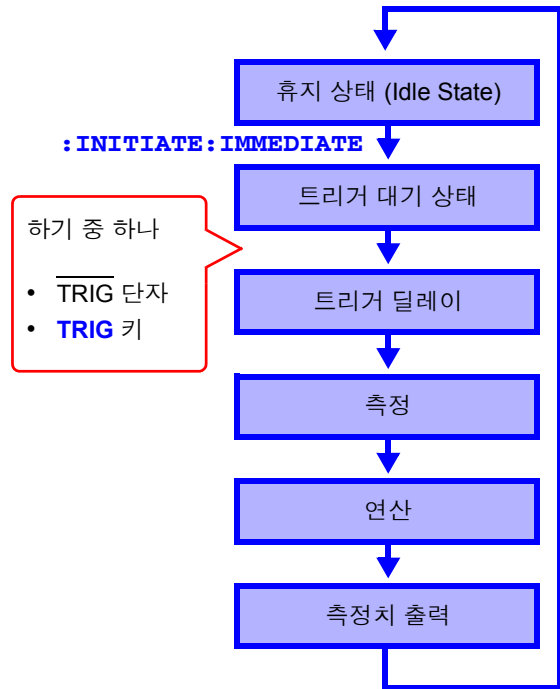 휴지 상태 (Idle State)
:INITIATE:IMMEDIATE
트리거 대기 상태
하기 중 하나
• TRIG 단자
• TRIG 키
트리거 딜레이
측정
연산
측정치 출력